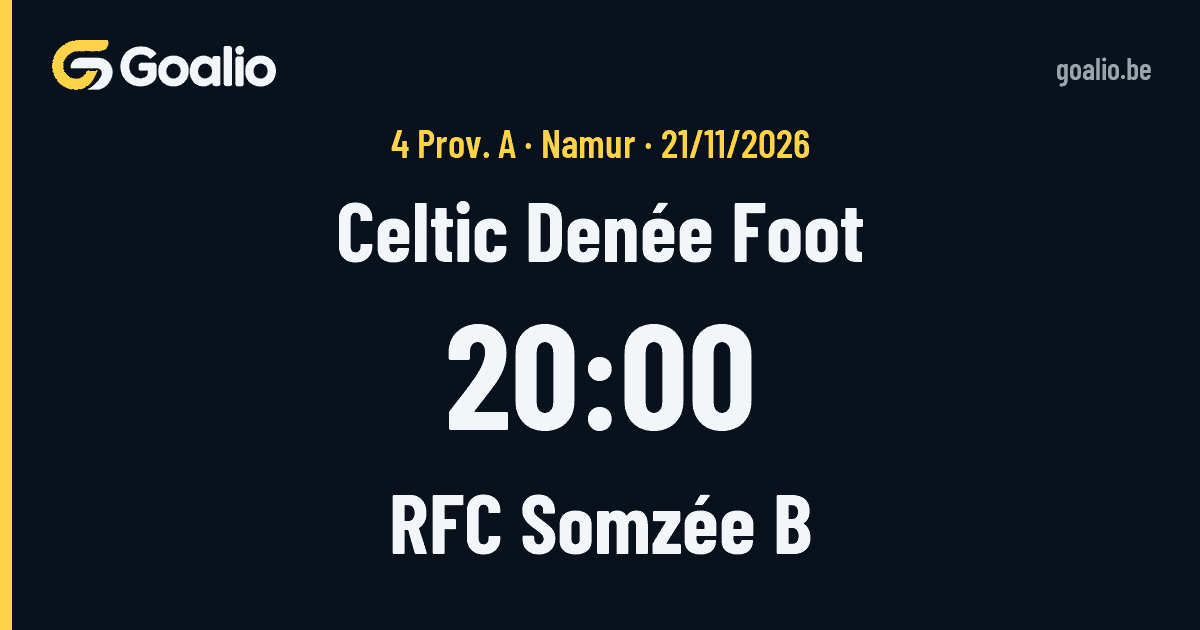 Goalio
goalio.be
4 Prov. A · Namur · 21/11/2026
Celtic Denée Foot
20:00
RFC Somzée B